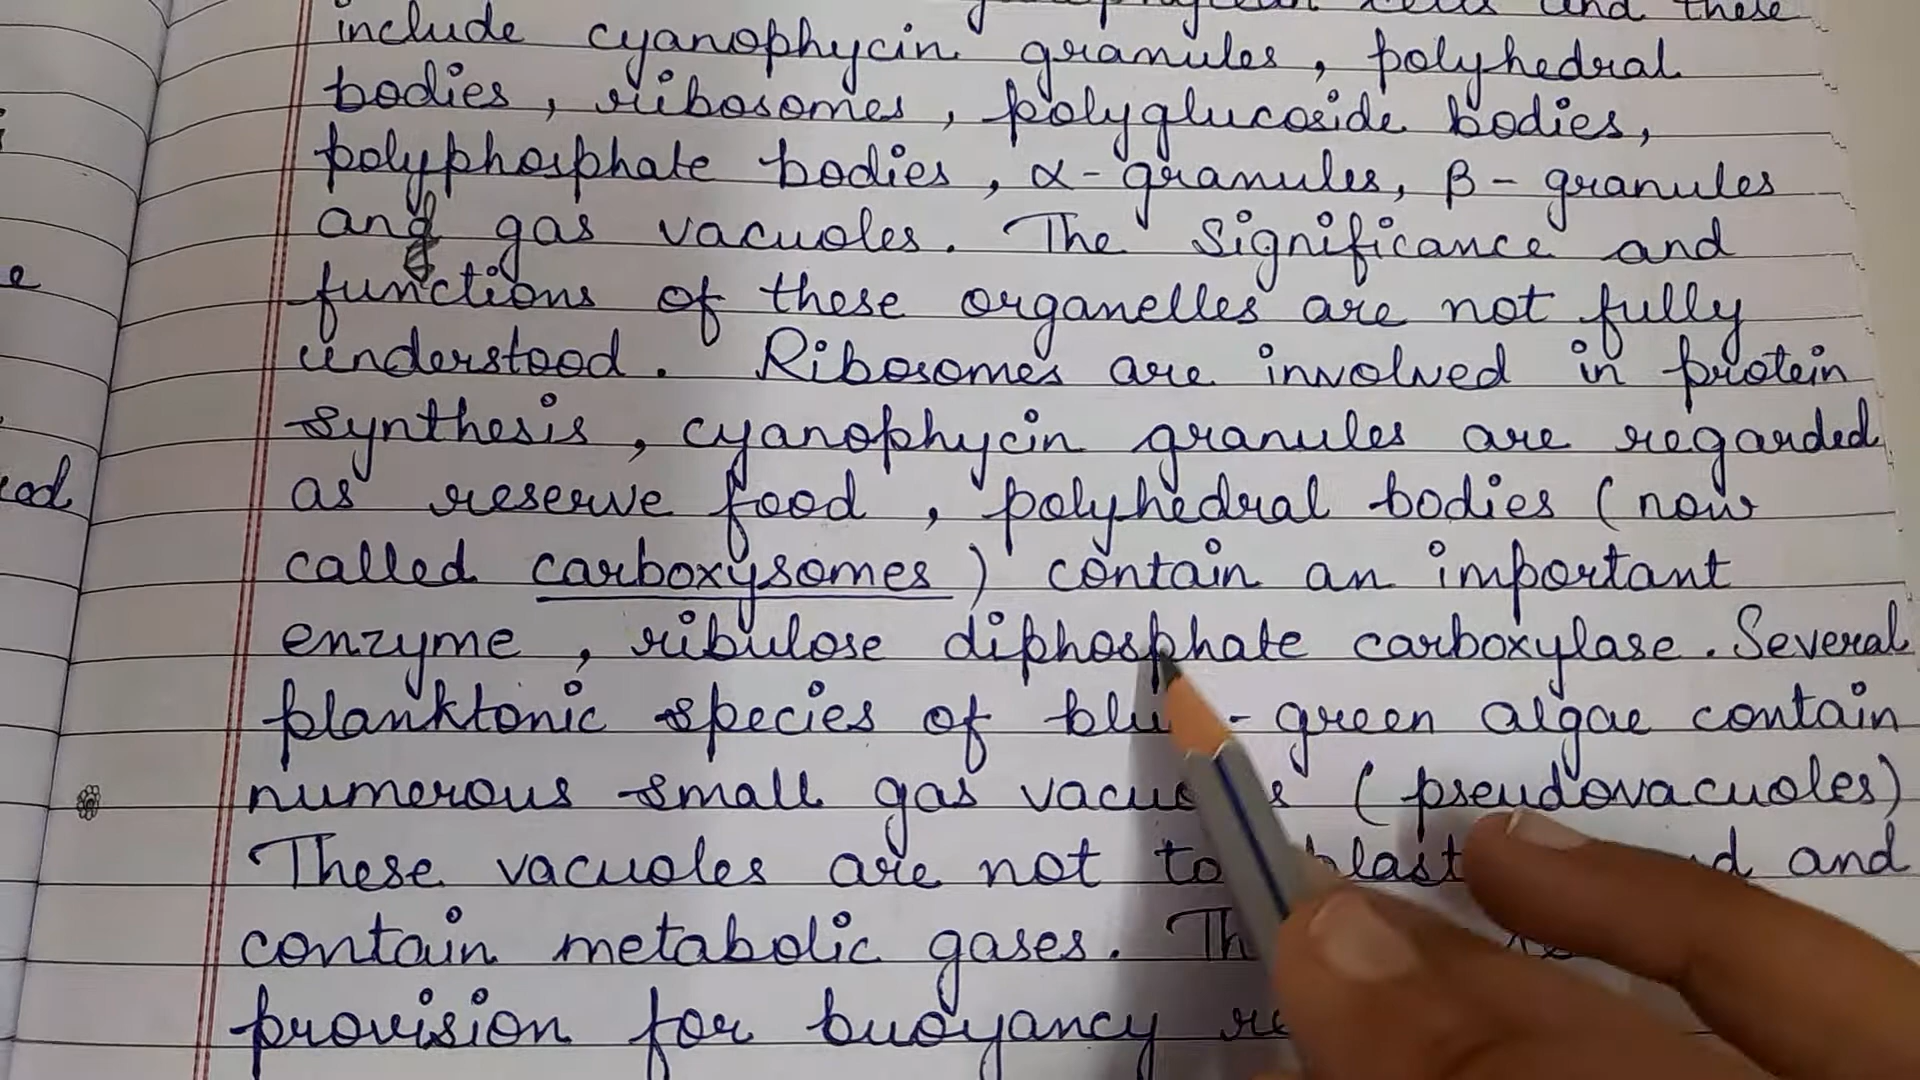 cells and these
include cyanophycin granules, polyhedral
bodies, ribosomes, polyglucoside bodies,
polyphosphate bodies, α-granules, β-granules
and gas vacuoles. The Significance and
functions of these organelles are not fully
understood. Ribosomes are involved in protein
synthesis, cyanophycin granules are regarded
as reserve food, polyhedral bodies (now
called carboxysomes) contain an important
enzyme, ribulose diphosphate carboxylase. Several
planktonic species of -green algae contain
numerous small gas (pseudovacuoles)
These vacuoles are not and
contain metabolic gases.
provision for buoyancy